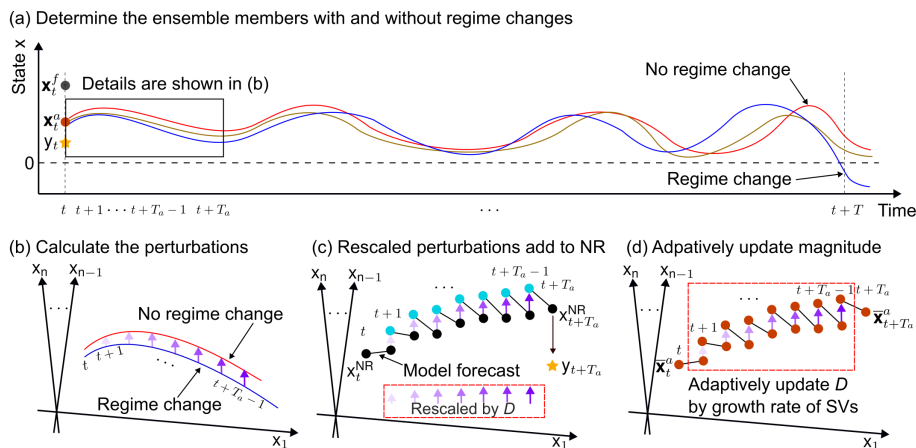 (a) Determine the ensemble members with and without regime changes
State x
x_t^f
Details are shown in (b)
No regime change
x_t^a
y_t
0
Regime change
t t+1 ··· t+T_a−1 t+T_a ··· t+T Time
(b) Calculate the perturbations
x_n x_{n-1}
···
No regime change
t t+1 ··· t+T_a−1
Regime change
x_1
(c) Rescaled perturbations add to NR
x_n x_{n-1}
···
t t+1 ··· t+T_a−1 t+T_a
x_{t+T_a}^{NR}
x_t^{NR}
Model forecast
y_{t+T_a}
Rescaled by D
x_1
(d) Adpatively update magnitude
x_n x_{n-1}
···
t t+1 ··· t+T_a−1 t+T_a
x̅_{t+T_a}^a
x̅_t^a
Adaptively update D
by growth rate of SVs
x_1